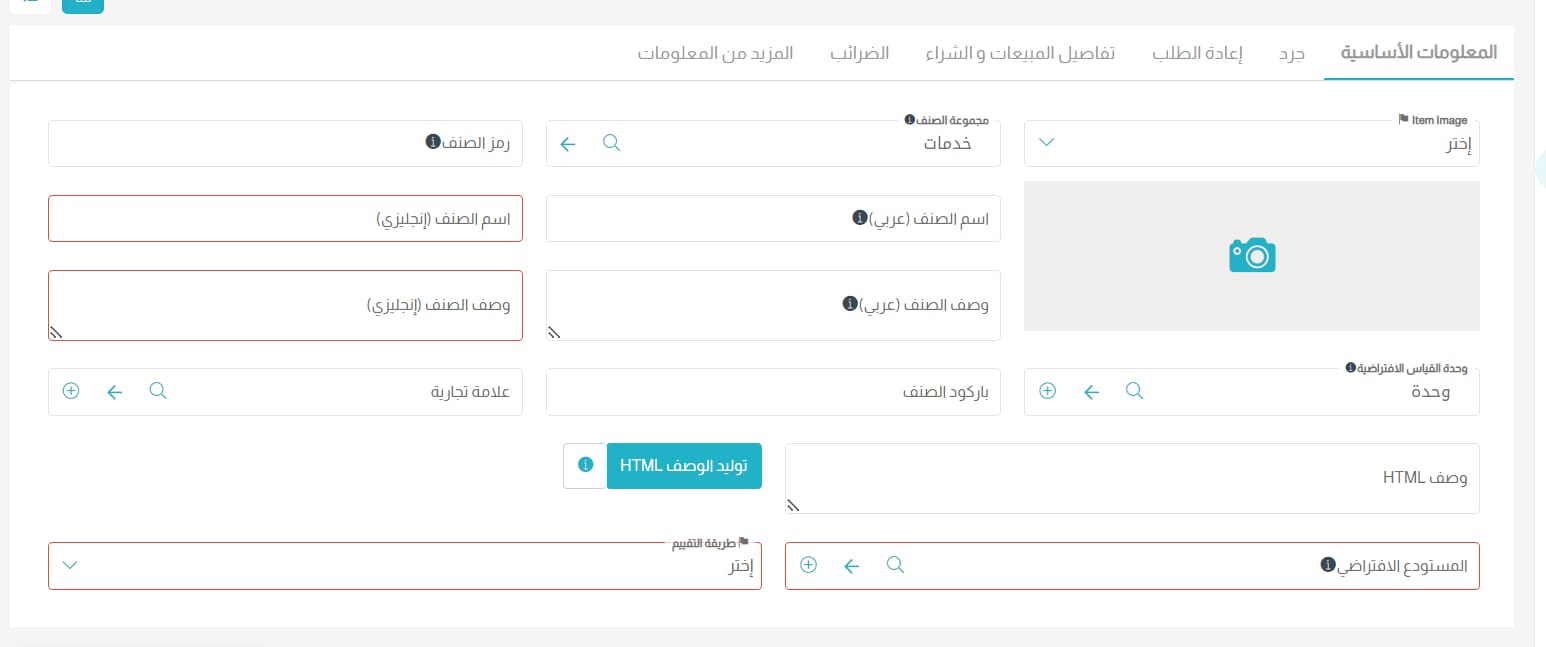 المعلومات الأساسية
جرد
إعادة الطلب
تفاصيل المبيعات و الشراء
الضرائب
المزيد من المعلومات
Item Image
إختر
مجموعة الصنف
خدمات
رمز الصنف
اسم الصنف (عربي)
اسم الصنف (إنجليزي)
وصف الصنف (عربي)
وصف الصنف (إنجليزي)
وحدة القياس الافتراضية
وحدة
باركود الصنف
علامة تجارية
وصف HTML
توليد الوصف HTML
المستودع الافتراضي
طريقة التقييم
إختر